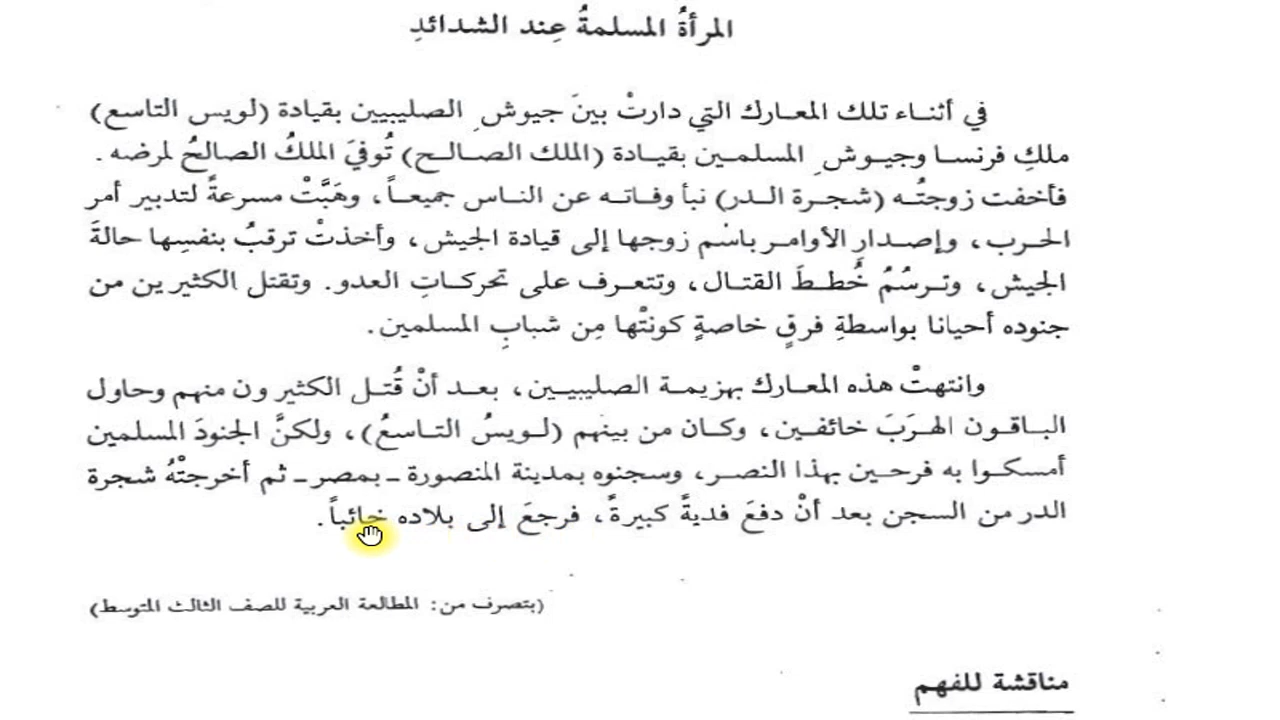 المرأةُ المسلمةُ عِند الشدائدِ
في أثناء تلك المعارك التي دارتْ بينَ جيوشِ الصليبيين بقيادة (لويس التاسع)
ملكِ فرنسا وجيوشِ المسلمين بقيادة (الملك الصالح) تُوفيَ الملكُ الصالحُ لمرضه .
فأخفت زوجتُه (شجرة الدر) نبأ وفاته عن الناس جميعاً ، وهَبَّتْ مسرعةً لتدبير أمر
الحرب ، وإصدارِ الأوامر باسْم زوجها إلى قيادة الجيش ، وأخذتْ ترقبُ بنفسِها حالةَ
الجيش ، وترسُمُ خُططَ القتال ، وتتعرف على تحركاتِ العدو. وتقتل الكثيرين من
جنوده أحيانا بواسطةِ فرقٍ خاصةٍ كونتْها مِن شبابِ المسلمين .
وانتهتْ هذه المعارك بهزيمة الصليبيين ، بعد أنْ قُتل الكثيرون منهم وحاول
الباقون الهرَبَ خائفين ، وكان من بينهم (لويسُ التاسعُ) ، ولكنَّ الجنودَ المسلمين
أمسكوا به فرحين بهذا النصر ، وسجنوه بمدينة المنصورة ـ بمصر ـ ثم أخرجتْهُ شجرة
الدر من السجن بعد أنْ دفعَ فديةً كبيرةً ، فرجعَ إلى بلاده خائباً .
(بتصرف من : المطالعة العربية للصف الثالث المتوسط)
مناقشة للفهم